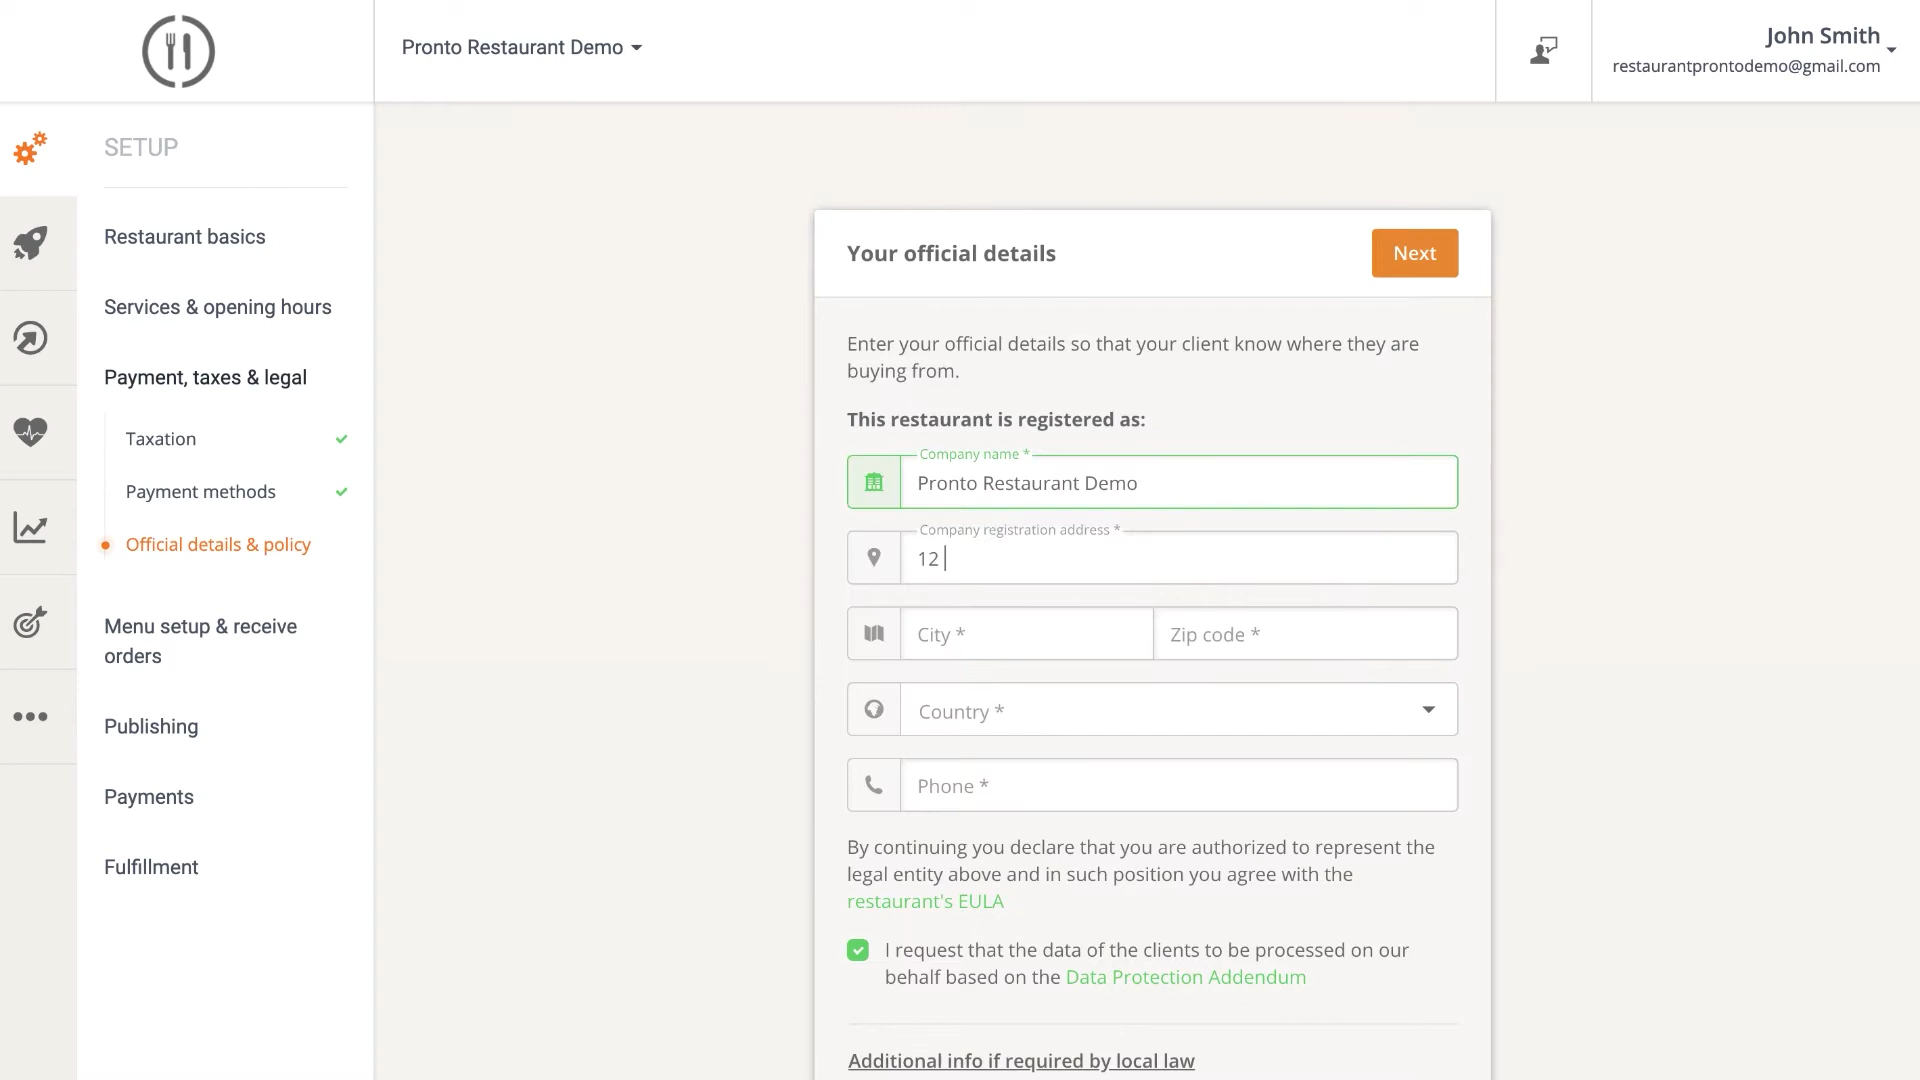 Pronto Restaurant Demo
John Smith
restaurantprontodemo@gmail.com
SETUP
Restaurant basics
Services & opening hours
Payment, taxes & legal
Taxation
Payment methods
Official details & policy
Menu setup & receive
orders
Publishing
Payments
Fulfillment
Your official details
Next
Enter your official details so that your client know where they are
buying from.
This restaurant is registered as:
Company name *
Pronto Restaurant Demo
Company registration address *
12
City *
Zip code *
Country *
Phone *
By continuing you declare that you are authorized to represent the
legal entity above and in such position you agree with the
restaurant's EULA
I request that the data of the clients to be processed on our
behalf based on the Data Protection Addendum
Additional info if required by local law